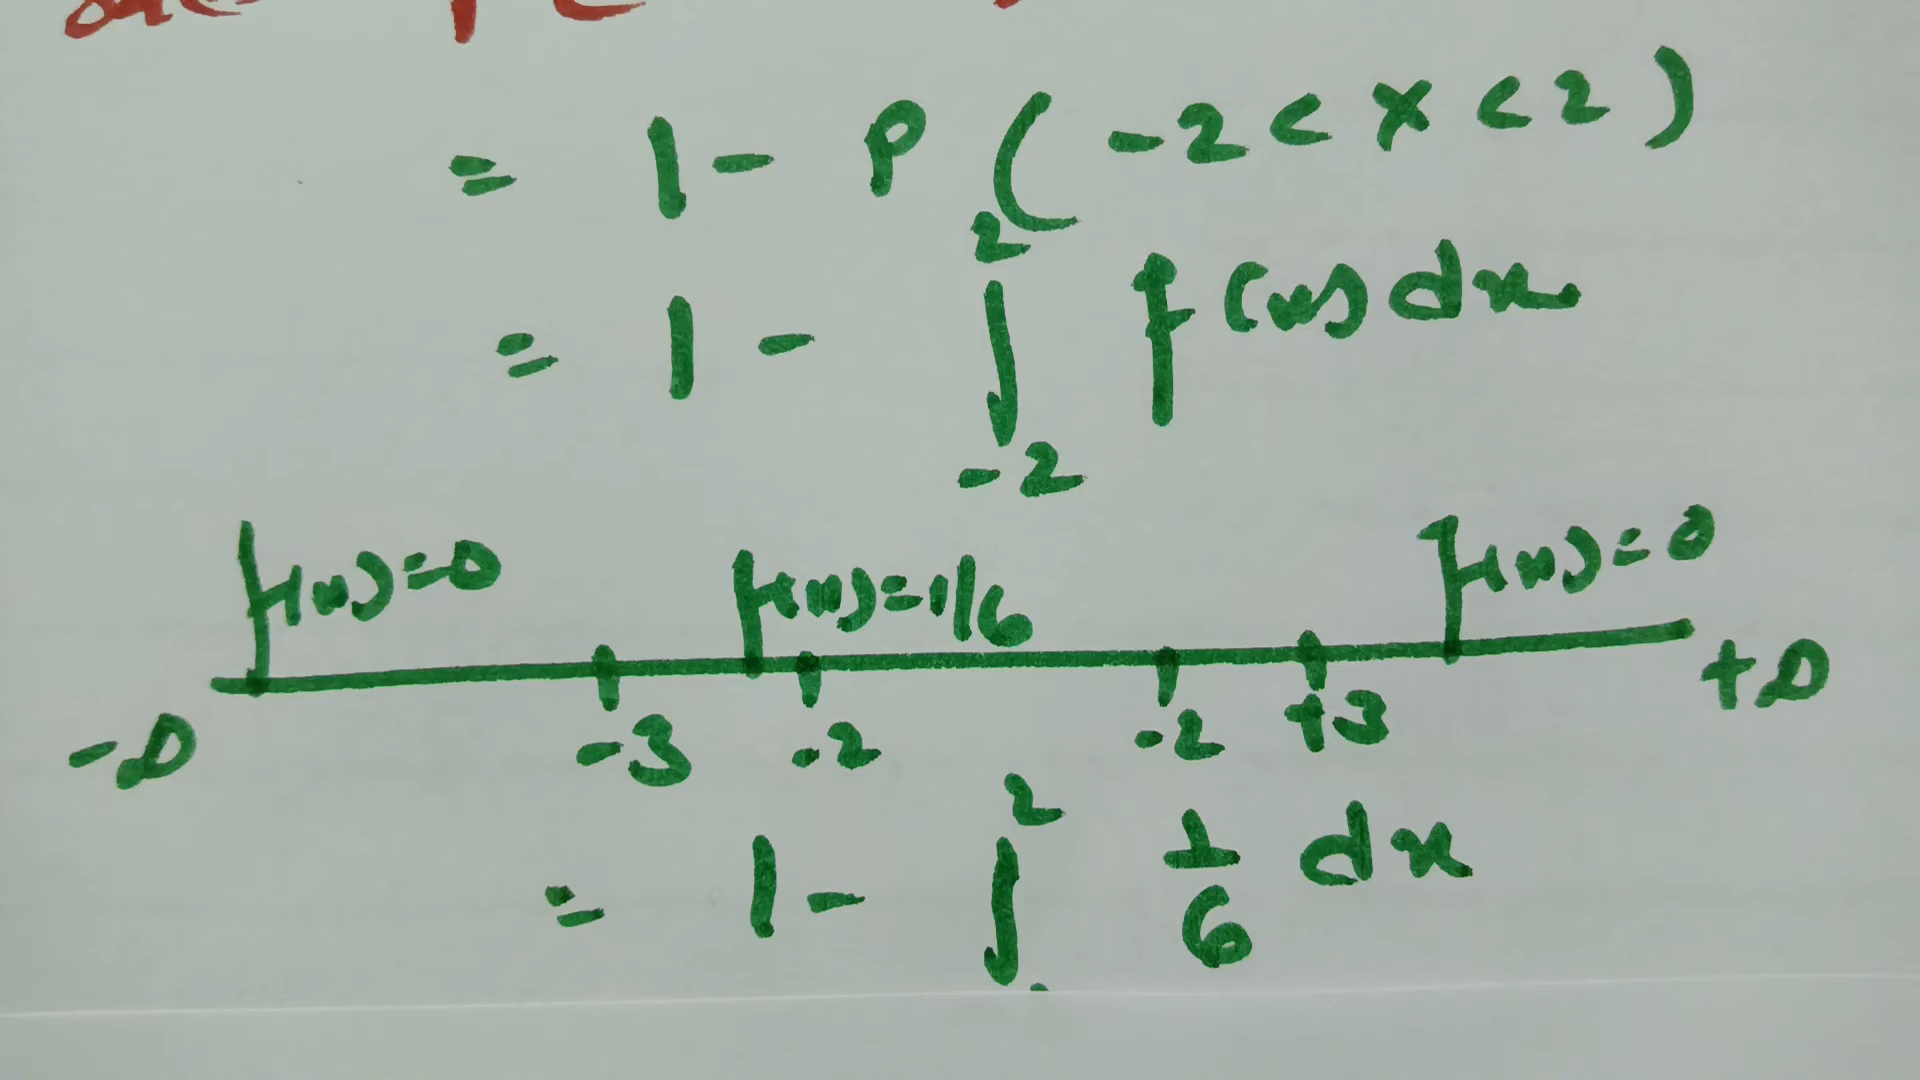 = 1 - P ( -2 < x < 2 )
= 1 - ∫ 2 -2 f(x) dx
f(x) = 0 f(x) = 1/6 f(x) = 0
-∞ -3 -2 -2 +3 +∞
= 1 - ∫ 2 1/6 dx